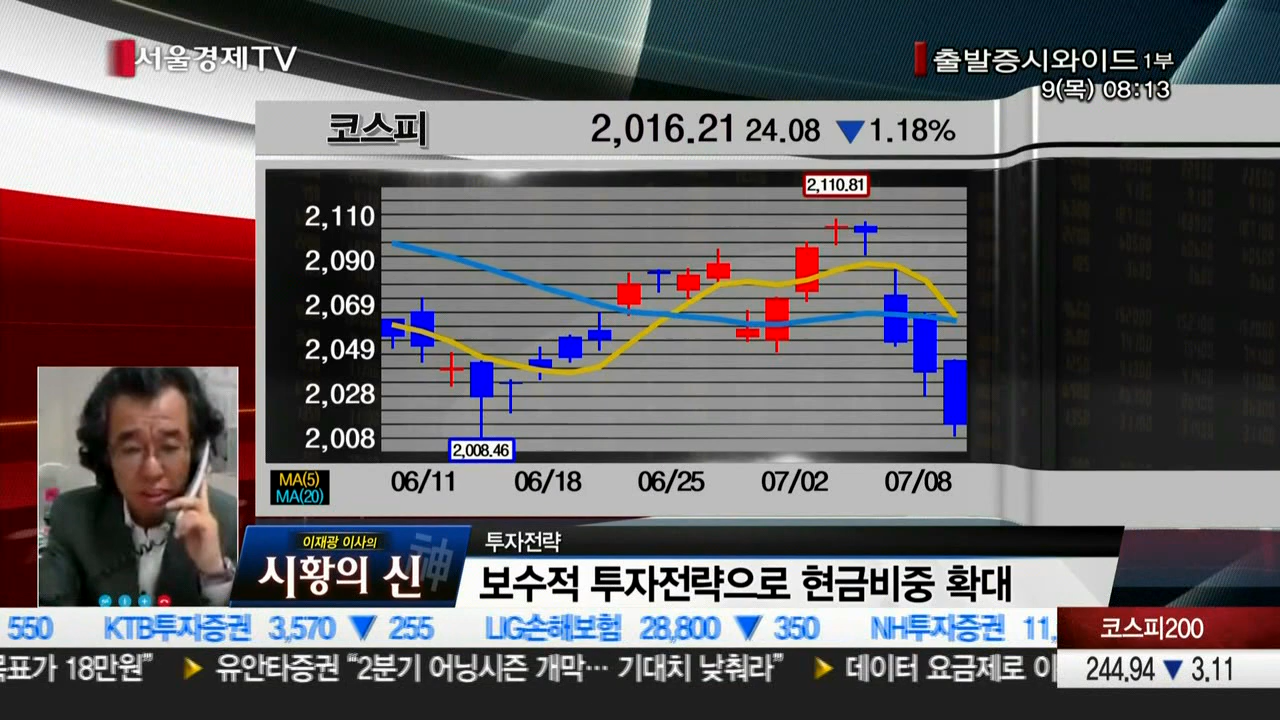 서울경제TV
출발증시와이드 1부
9(목) 08:13
코스피 2,016.21 24.08 ▼1.18%
2,110.81
2,110
2,090
2,069
2,049
2,028
2,008
2,008.46
MA(5)
MA(20)
06/11 06/18 06/25 07/02 07/08
이재광 이사의
시황의 신
神
투자전략
보수적 투자전략으로 현금비중 확대
550 KTB투자증권 3,570 ▼ 255 LIG손해보험 28,800 ▼ 350 NH투자증권 11,
코스피200
목표가 18만원” ▶ 유안타증권 “2분기 어닝시즌 개막… 기대치 낮춰라” ▶ 데이터 요금제로 이
244.94 ▼ 3.11